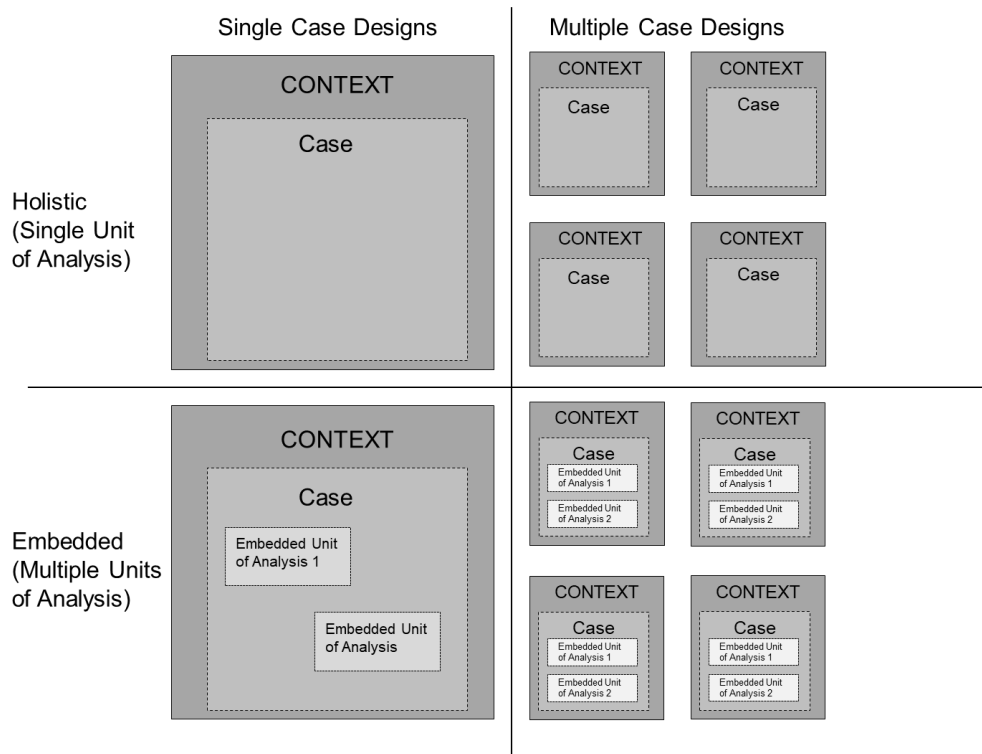 Single Case Designs
Multiple Case Designs
Holistic
(Single Unit
of Analysis)
CONTEXT
Case
CONTEXT
Case
CONTEXT
Case
CONTEXT
Case
CONTEXT
Case
Embedded
(Multiple Units
of Analysis)
CONTEXT
Case
Embedded Unit
of Analysis 1
Embedded Unit
of Analysis
CONTEXT
Case
Embedded Unit
of Analysis 1
Embedded Unit
of Analysis 2
CONTEXT
Case
Embedded Unit
of Analysis 1
Embedded Unit
of Analysis 2
CONTEXT
Case
Embedded Unit
of Analysis 1
Embedded Unit
of Analysis 2
CONTEXT
Case
Embedded Unit
of Analysis 1
Embedded Unit
of Analysis 2